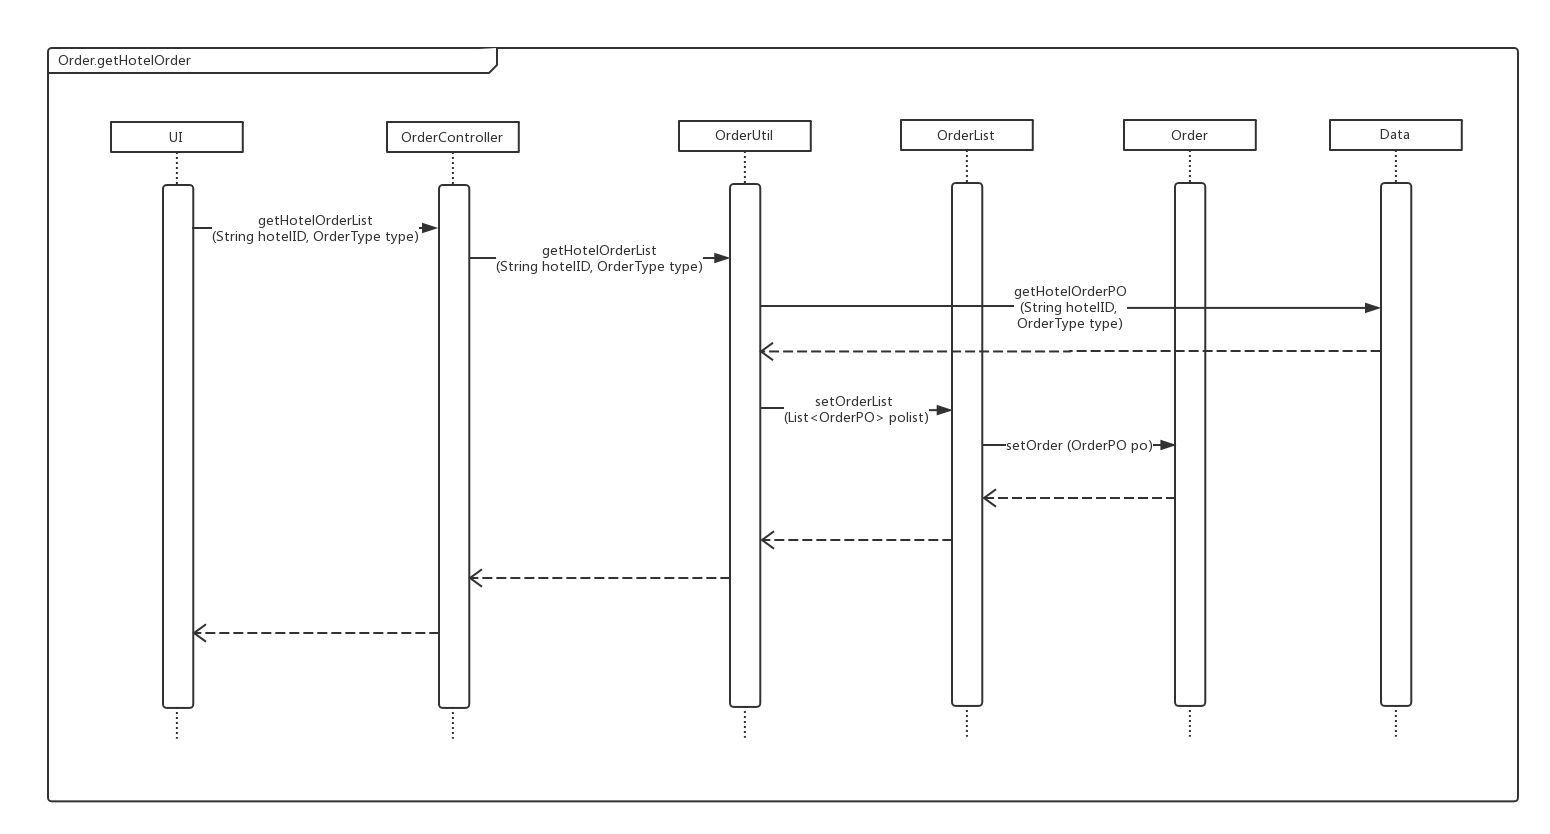 Order.getHotelOrder
UI
OrderController
OrderUtil
OrderList
Order
Data
getHotelOrderList
(String hotelID, OrderType type)
getHotelOrderList
(String hotelID, OrderType type)
getHotelOrderPO
(String hotelID,
OrderType type)
setOrderList
(List<OrderPO> polist)
setOrder (OrderPO po)